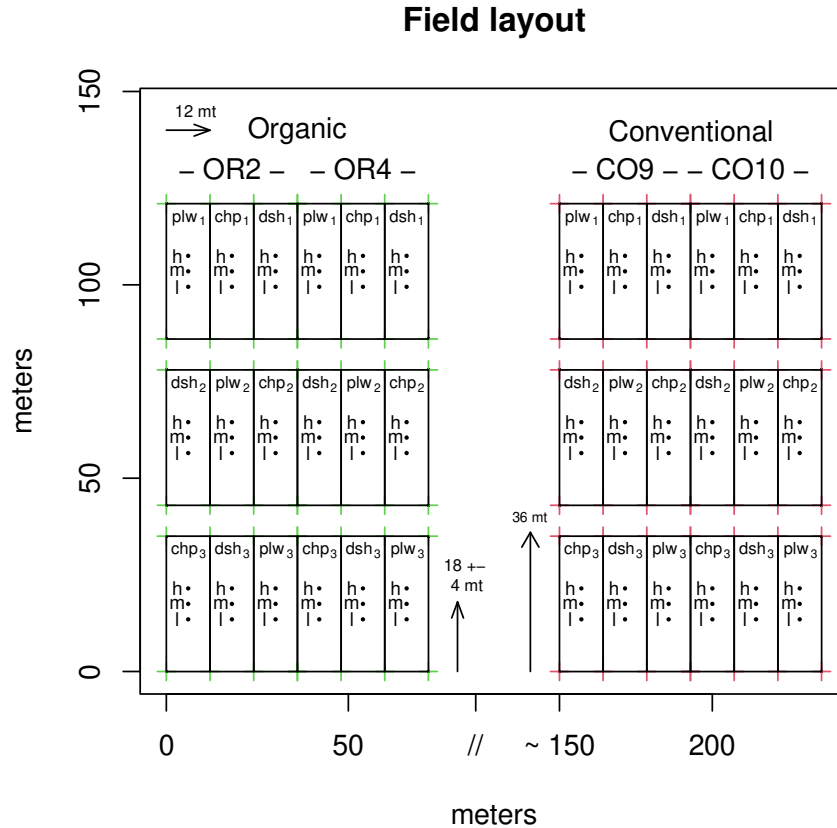 Field layout
12 mt
Organic
Conventional
– OR2 – – OR4 –
– CO9 – – CO10 –
plw1 chp1 dsh1 plw1 chp1 dsh1
plw1 chp1 dsh1 plw1 chp1 dsh1
h h h h h h
m m m m m m
l l l l l l
h h h h h h
m m m m m m
l l l l l l
dsh2 plw2 chp2 dsh2 plw2 chp2
dsh2 plw2 chp2 dsh2 plw2 chp2
h h h h h h
m m m m m m
l l l l l l
h h h h h h
m m m m m m
l l l l l l
36 mt
chp3 dsh3 plw3 chp3 dsh3 plw3
chp3 dsh3 plw3 chp3 dsh3 plw3
18 +–
4 mt
h h h h h h
m m m m m m
l l l l l l
h h h h h h
m m m m m m
l l l l l l
150
100
50
0
meters
0 50 // ~ 150 200
meters